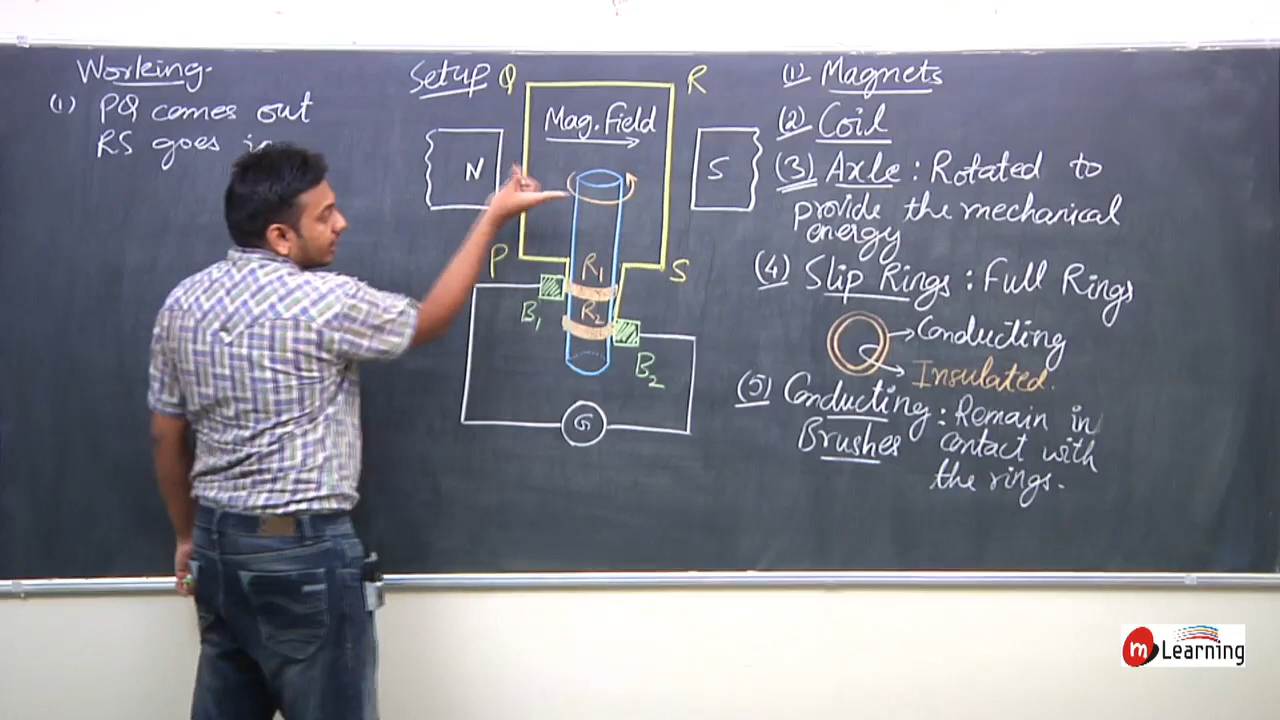 Working.
(1) PQ comes out
RS goes in
Setup
Q
R
Mag. Field
N
S
P
S
R1
R2
B1
B2
G
(1) Magnets
(2) Coil
(3) Axle : Rotated to
provide the mechanical
energy
(4) Slip Rings : Full Rings
Conducting
Insulated.
(5) Conducting : Remain in
Brushes contact with
the rings.
m Learning